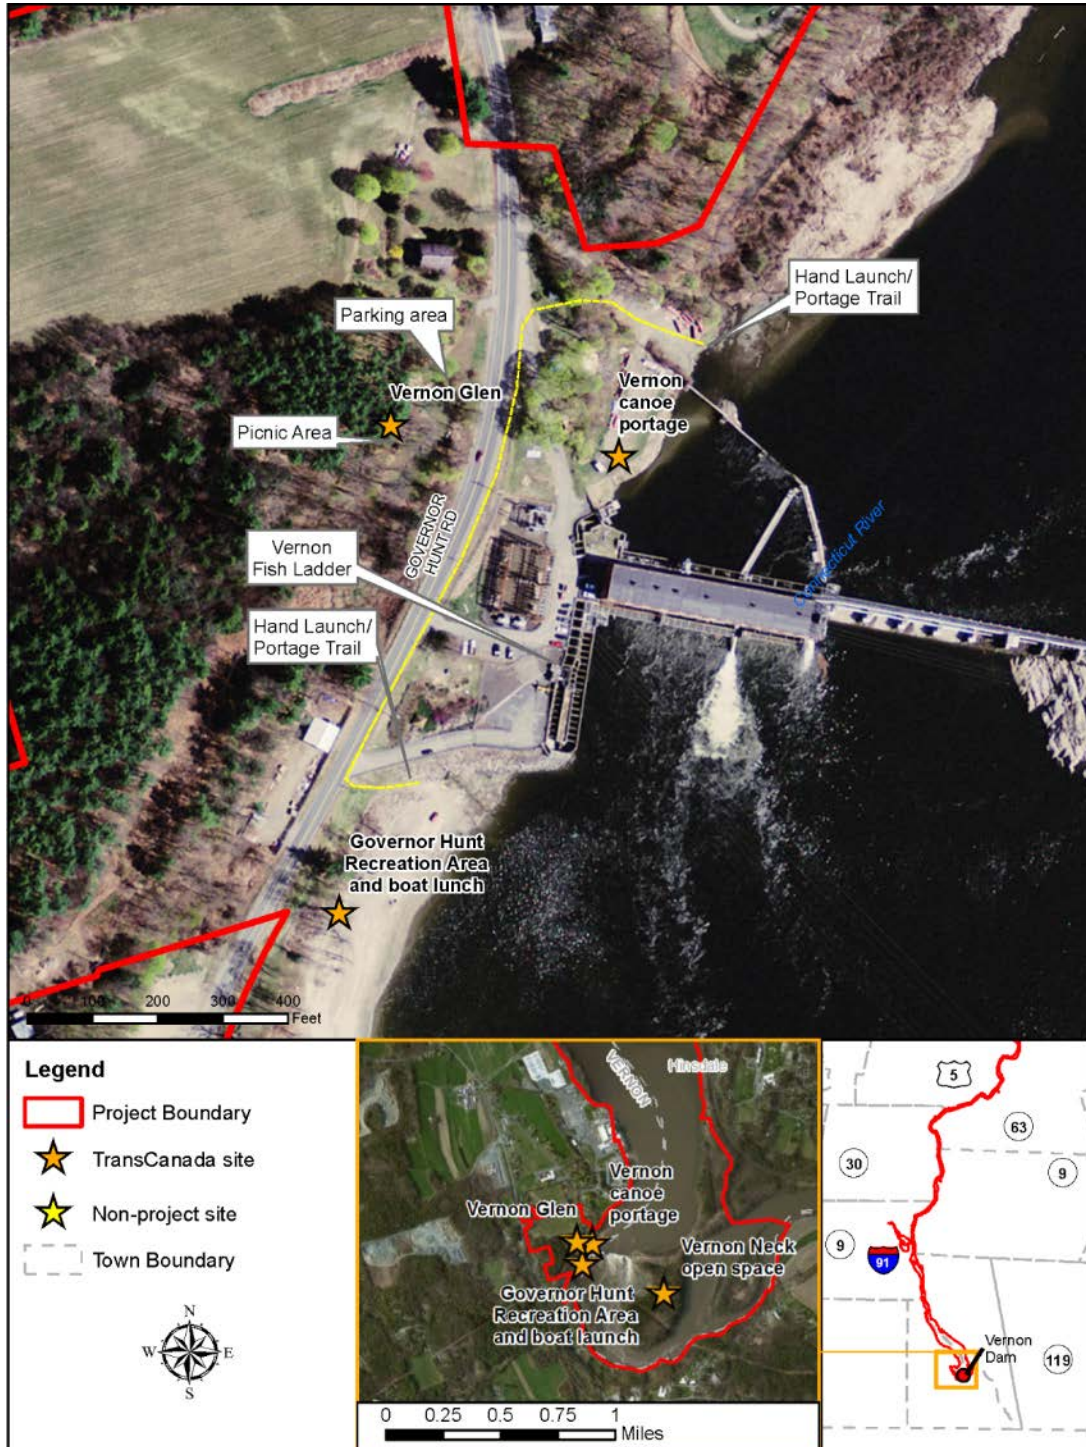 Hand Launch/
Portage Trail
Parking area
Vernon Glen
Vernon
canoe
portage
Picnic Area
GOVERNOR
HUNT RD
Connecticut River
Vernon
Fish Ladder
Hand Launch/
Portage Trail
Governor Hunt
Recreation Area
and boat lunch
0 100 200 300 400
Feet
Legend
Project Boundary
TransCanada site
Non-project site
Town Boundary
N
W E
S
VERNON
Hinsdale
Vernon
canoe
portage
Vernon Glen
Vernon Neck
open space
Governor Hunt
Recreation Area
and boat launch
0 0.25 0.5 0.75 1
Miles
5
63
30
9
9
91
Vernon
Dam
119